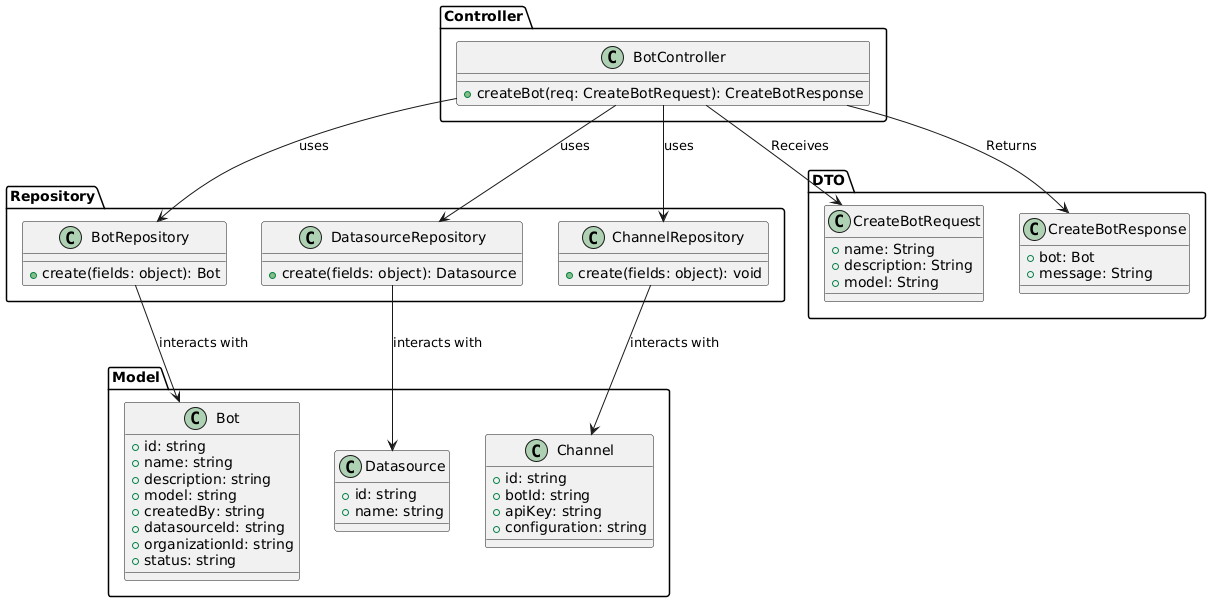 Controller
C BotController
createBot(req: CreateBotRequest): CreateBotResponse
uses
uses
uses
Receives
Returns
Repository
C BotRepository
create(fields: object): Bot
C DatasourceRepository
create(fields: object): Datasource
C ChannelRepository
create(fields: object): void
DTO
C CreateBotRequest
name: String
description: String
model: String
C CreateBotResponse
bot: Bot
message: String
interacts with
interacts with
interacts with
Model
C Bot
id: string
name: string
description: string
model: string
createdBy: string
datasourceId: string
organizationId: string
status: string
C Datasource
id: string
name: string
C Channel
id: string
botId: string
apiKey: string
configuration: string